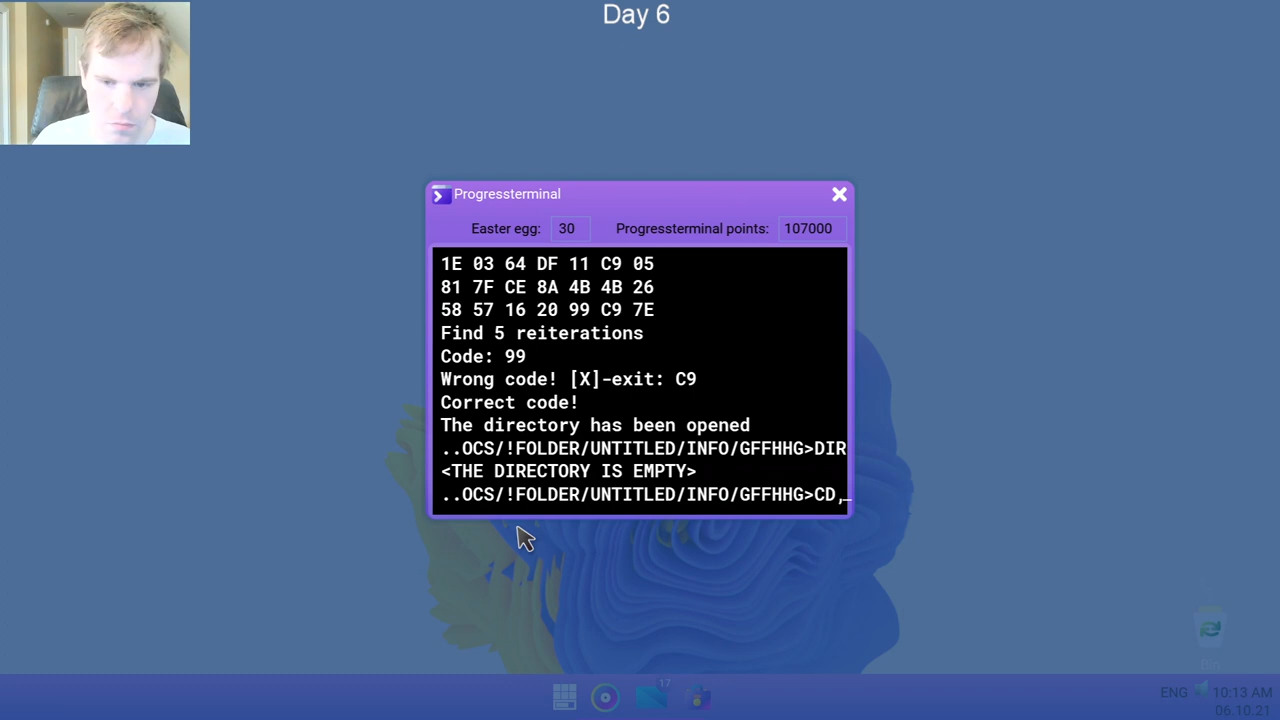 Day 6
Progressterminal
Easter egg: 30 Progressterminal points: 107000
1E 03 64 DF 11 C9 05
81 7F CE 8A 4B 4B 26
58 57 16 20 99 C9 7E
Find 5 reiterations
Code: 99
Wrong code! [X]-exit: C9
Correct code!
The directory has been opened
..OCS/!FOLDER/UNTITLED/INFO/GFFHHG>DIR
<THE DIRECTORY IS EMPTY>
..OCS/!FOLDER/UNTITLED/INFO/GFFHHG>CD,_
Bin
17
ENG 10:13 AM
06.10.21